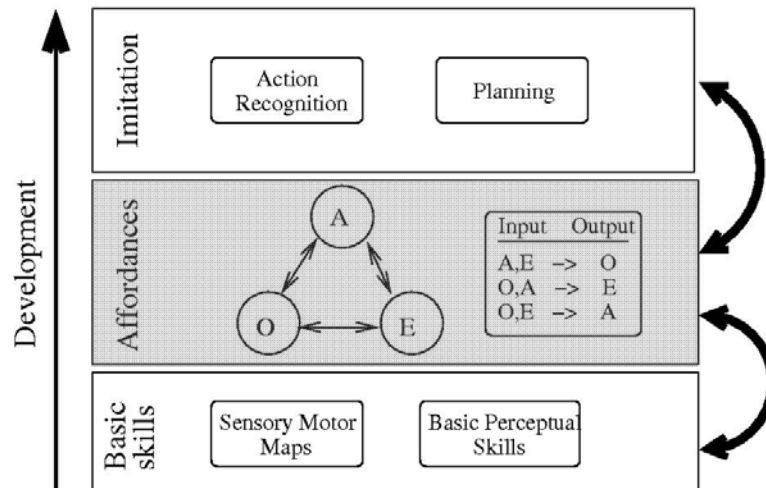 Development
Imitation
Action
Recognition
Planning
Affordances
A
O
E
Input Output
A,E -> O
O,A -> E
O,E -> A
Basic
skills
Sensory Motor
Maps
Basic Perceptual
Skills